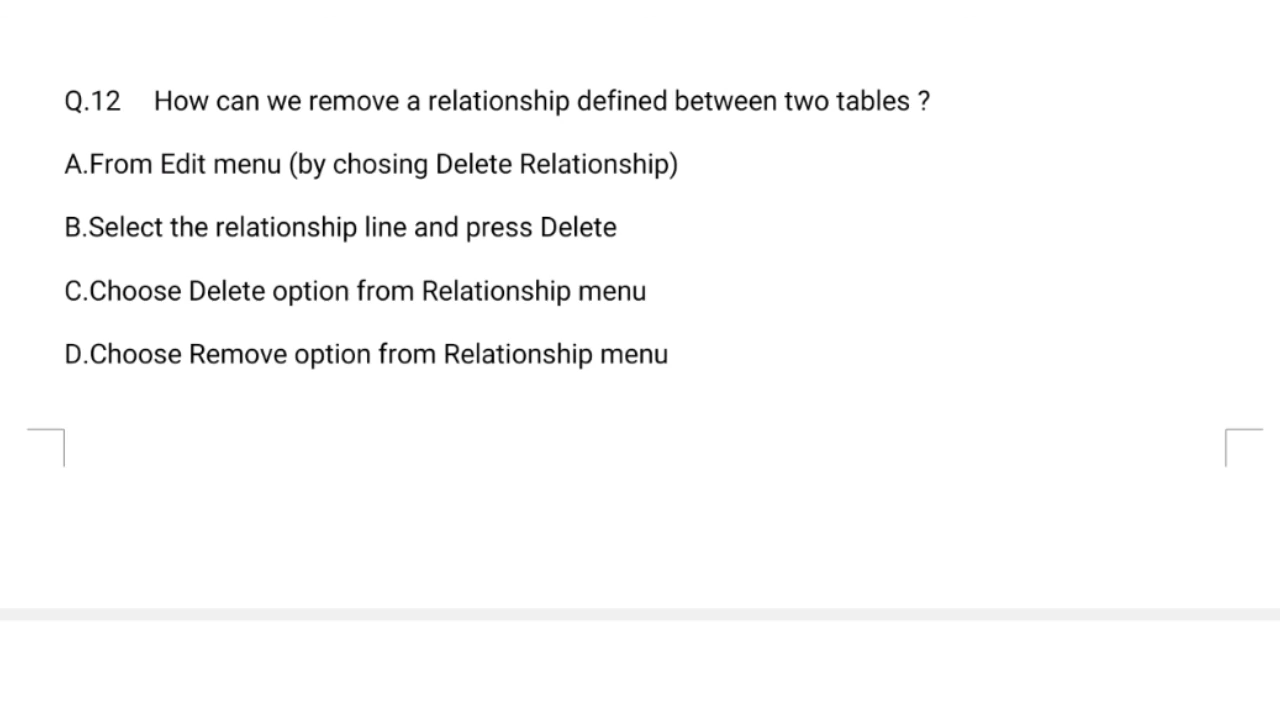 Q.12 How can we remove a relationship defined between two tables ?
A.From Edit menu (by chosing Delete Relationship)
B.Select the relationship line and press Delete
C.Choose Delete option from Relationship menu
D.Choose Remove option from Relationship menu